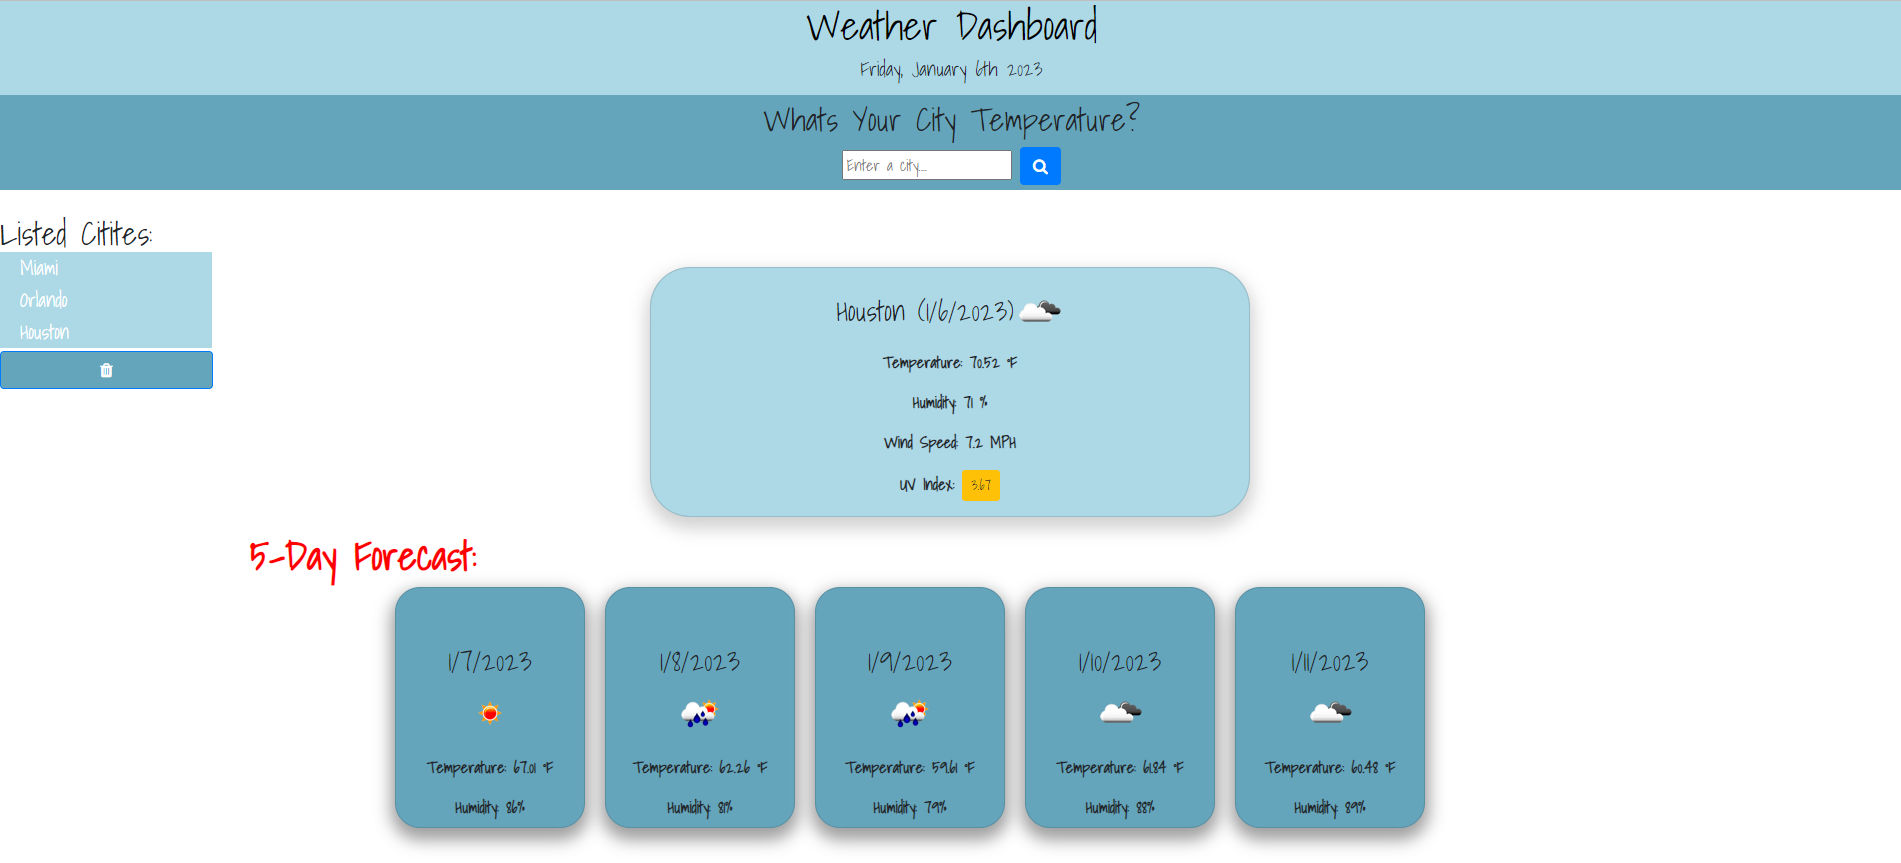 Weather Dashboard
Friday, January 6th 2023
Whats Your City Temperature?
Enter a city...
Listed Citites:
Miami
Orlando
Houston
Houston (1/6/2023)
Temperature: 70.52 °F
Humidity: 71 %
Wind Speed: 7.2 MPH
UV Index: 3.67
5-Day Forecast:
1/7/2023
Temperature: 67.01 °F
Humidity: 86%
1/8/2023
Temperature: 62.26 °F
Humidity: 81%
1/9/2023
Temperature: 59.61 °F
Humidity: 79%
1/10/2023
Temperature: 61.84 °F
Humidity: 88%
1/11/2023
Temperature: 60.48 °F
Humidity: 89%